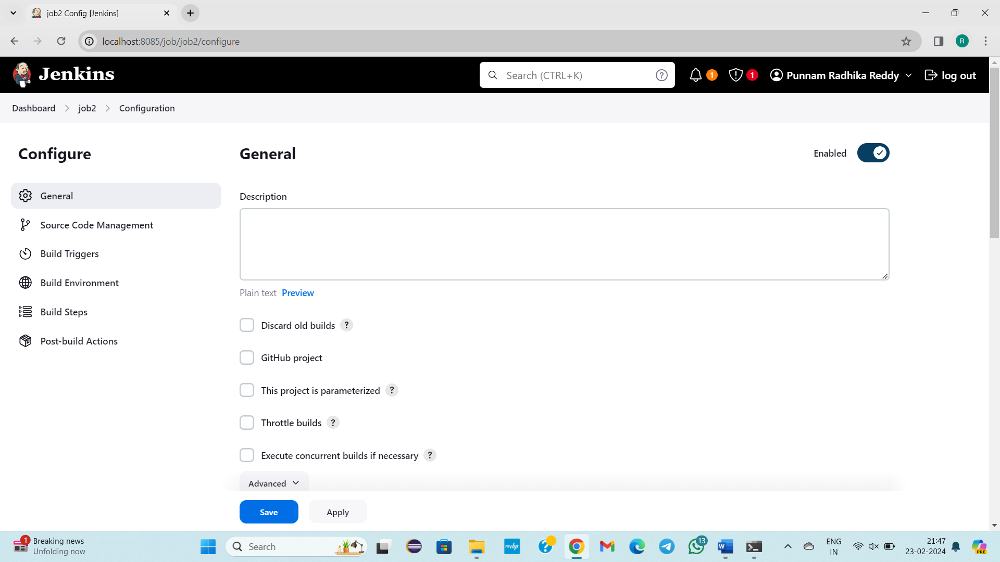 job2 Config [Jenkins]
localhost:8085/job/job2/configure
R
Jenkins
Search (CTRL+K)
?
1
1
Punnam Radhika Reddy
log out
Dashboard
job2
Configuration
Configure
General
Enabled
General
Source Code Management
Build Triggers
Build Environment
Build Steps
Post-build Actions
Description
Plain text Preview
Discard old builds ?
GitHub project
This project is parameterized ?
Throttle builds ?
Execute concurrent builds if necessary ?
Advanced
Save
Apply
1
Breaking news
Unfolding now
Search
myhp
?
13
W
ENG
IN
21:47
23-02-2024
PRE